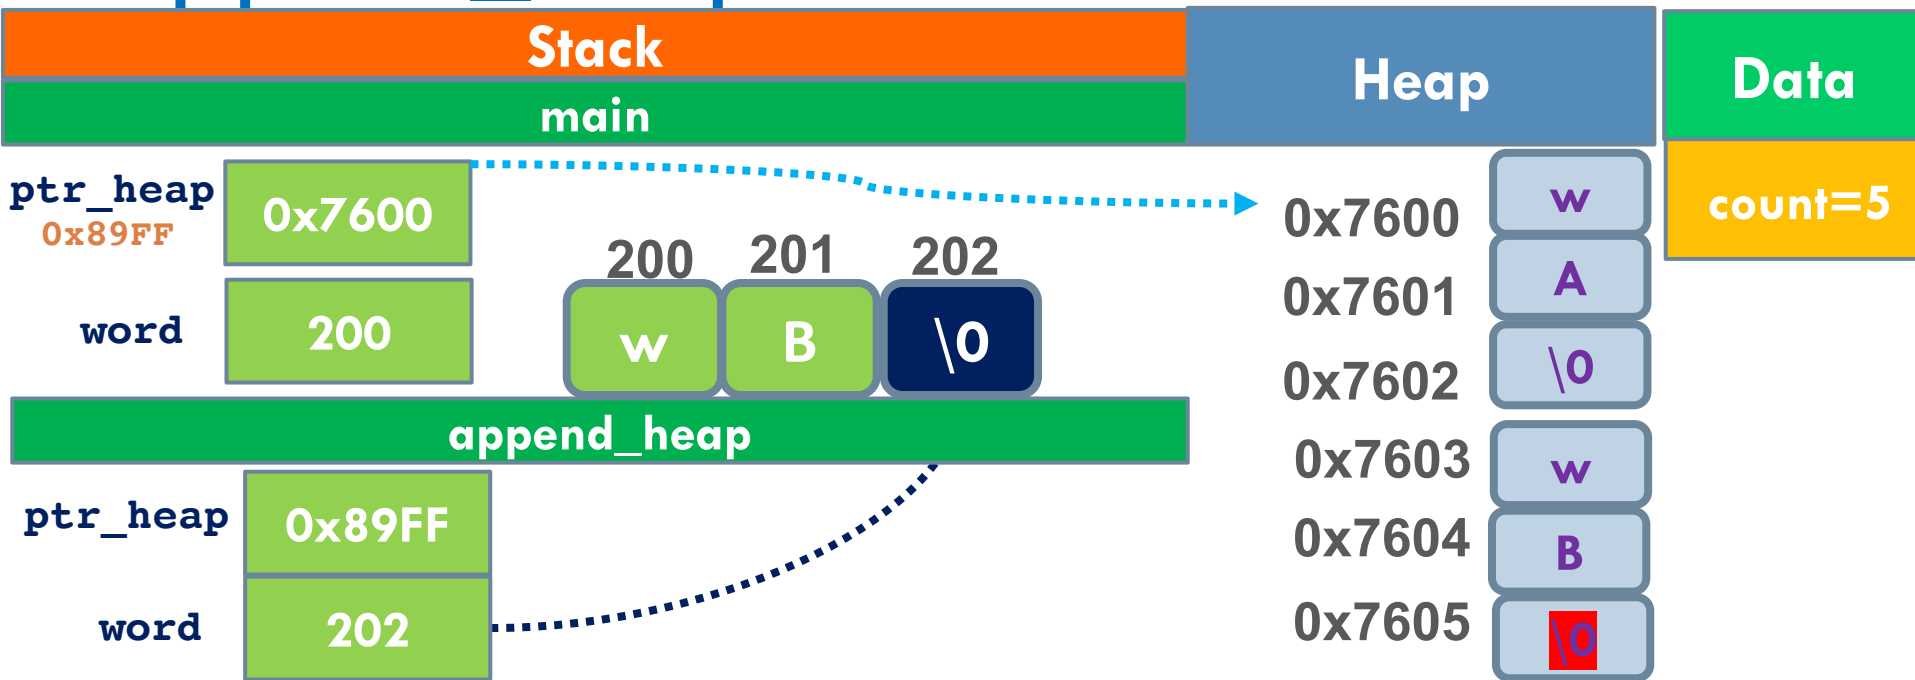 Stack
Heap
Data
main
ptr_heap
0x89FF
0x7600
0x7600
w
count=5
200
201
202
0x7601
A
word
200
w
B
\0
0x7602
\0
append_heap
0x7603
w
ptr_heap
0x89FF
0x7604
B
word
202
0x7605
\0